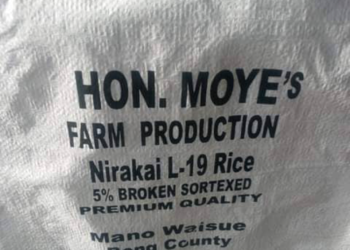 HON. MOYE'S
FARM PRODUCTION
Nirakai L-19 Rice
5% BROKEN SORTEXED
PREMIUM QUALITY
Mano Waisue
Bong County